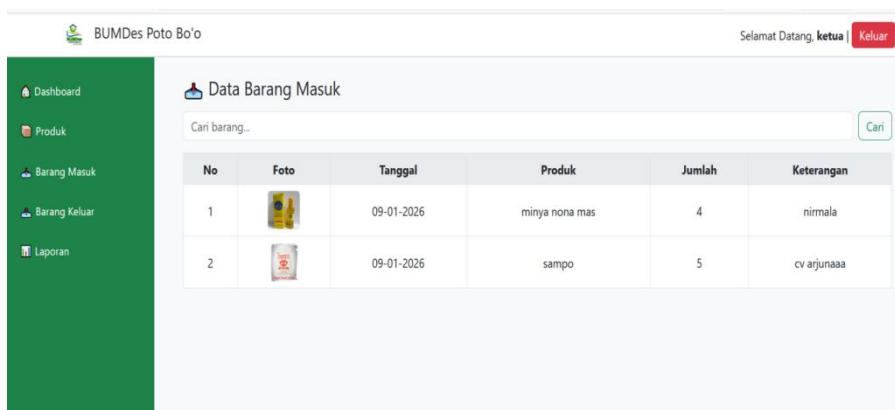 BUMDes Poto Bo'o
Selamat Datang, ketua | Keluar
Dashboard
Produk
Barang Masuk
Barang Keluar
Laporan
Data Barang Masuk
Cari barang...
Cari
No Foto Tanggal Produk Jumlah Keterangan
1 09-01-2026 minya nona mas 4 nirmala
2 09-01-2026 sampo 5 cv arjunaaa